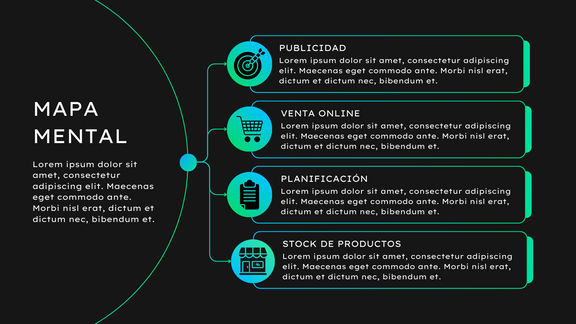 MAPA
MENTAL
Lorem ipsum dolor sit
amet, consectetur
adipiscing elit. Maecenas
eget commodo ante.
Morbi nisl erat, dictum et
dictum nec, bibendum et.
PUBLICIDAD
Lorem ipsum dolor sit amet, consectetur adipiscing
elit. Maecenas eget commodo ante. Morbi nisl erat,
dictum et dictum nec, bibendum et.
VENTA ONLINE
Lorem ipsum dolor sit amet, consectetur adipiscing
elit. Maecenas eget commodo ante. Morbi nisl erat,
dictum et dictum nec, bibendum et.
PLANIFICACIÓN
Lorem ipsum dolor sit amet, consectetur adipiscing
elit. Maecenas eget commodo ante. Morbi nisl erat,
dictum et dictum nec, bibendum et.
STOCK DE PRODUCTOS
Lorem ipsum dolor sit amet, consectetur adipiscing
elit. Maecenas eget commodo ante. Morbi nisl erat,
dictum et dictum nec, bibendum et.